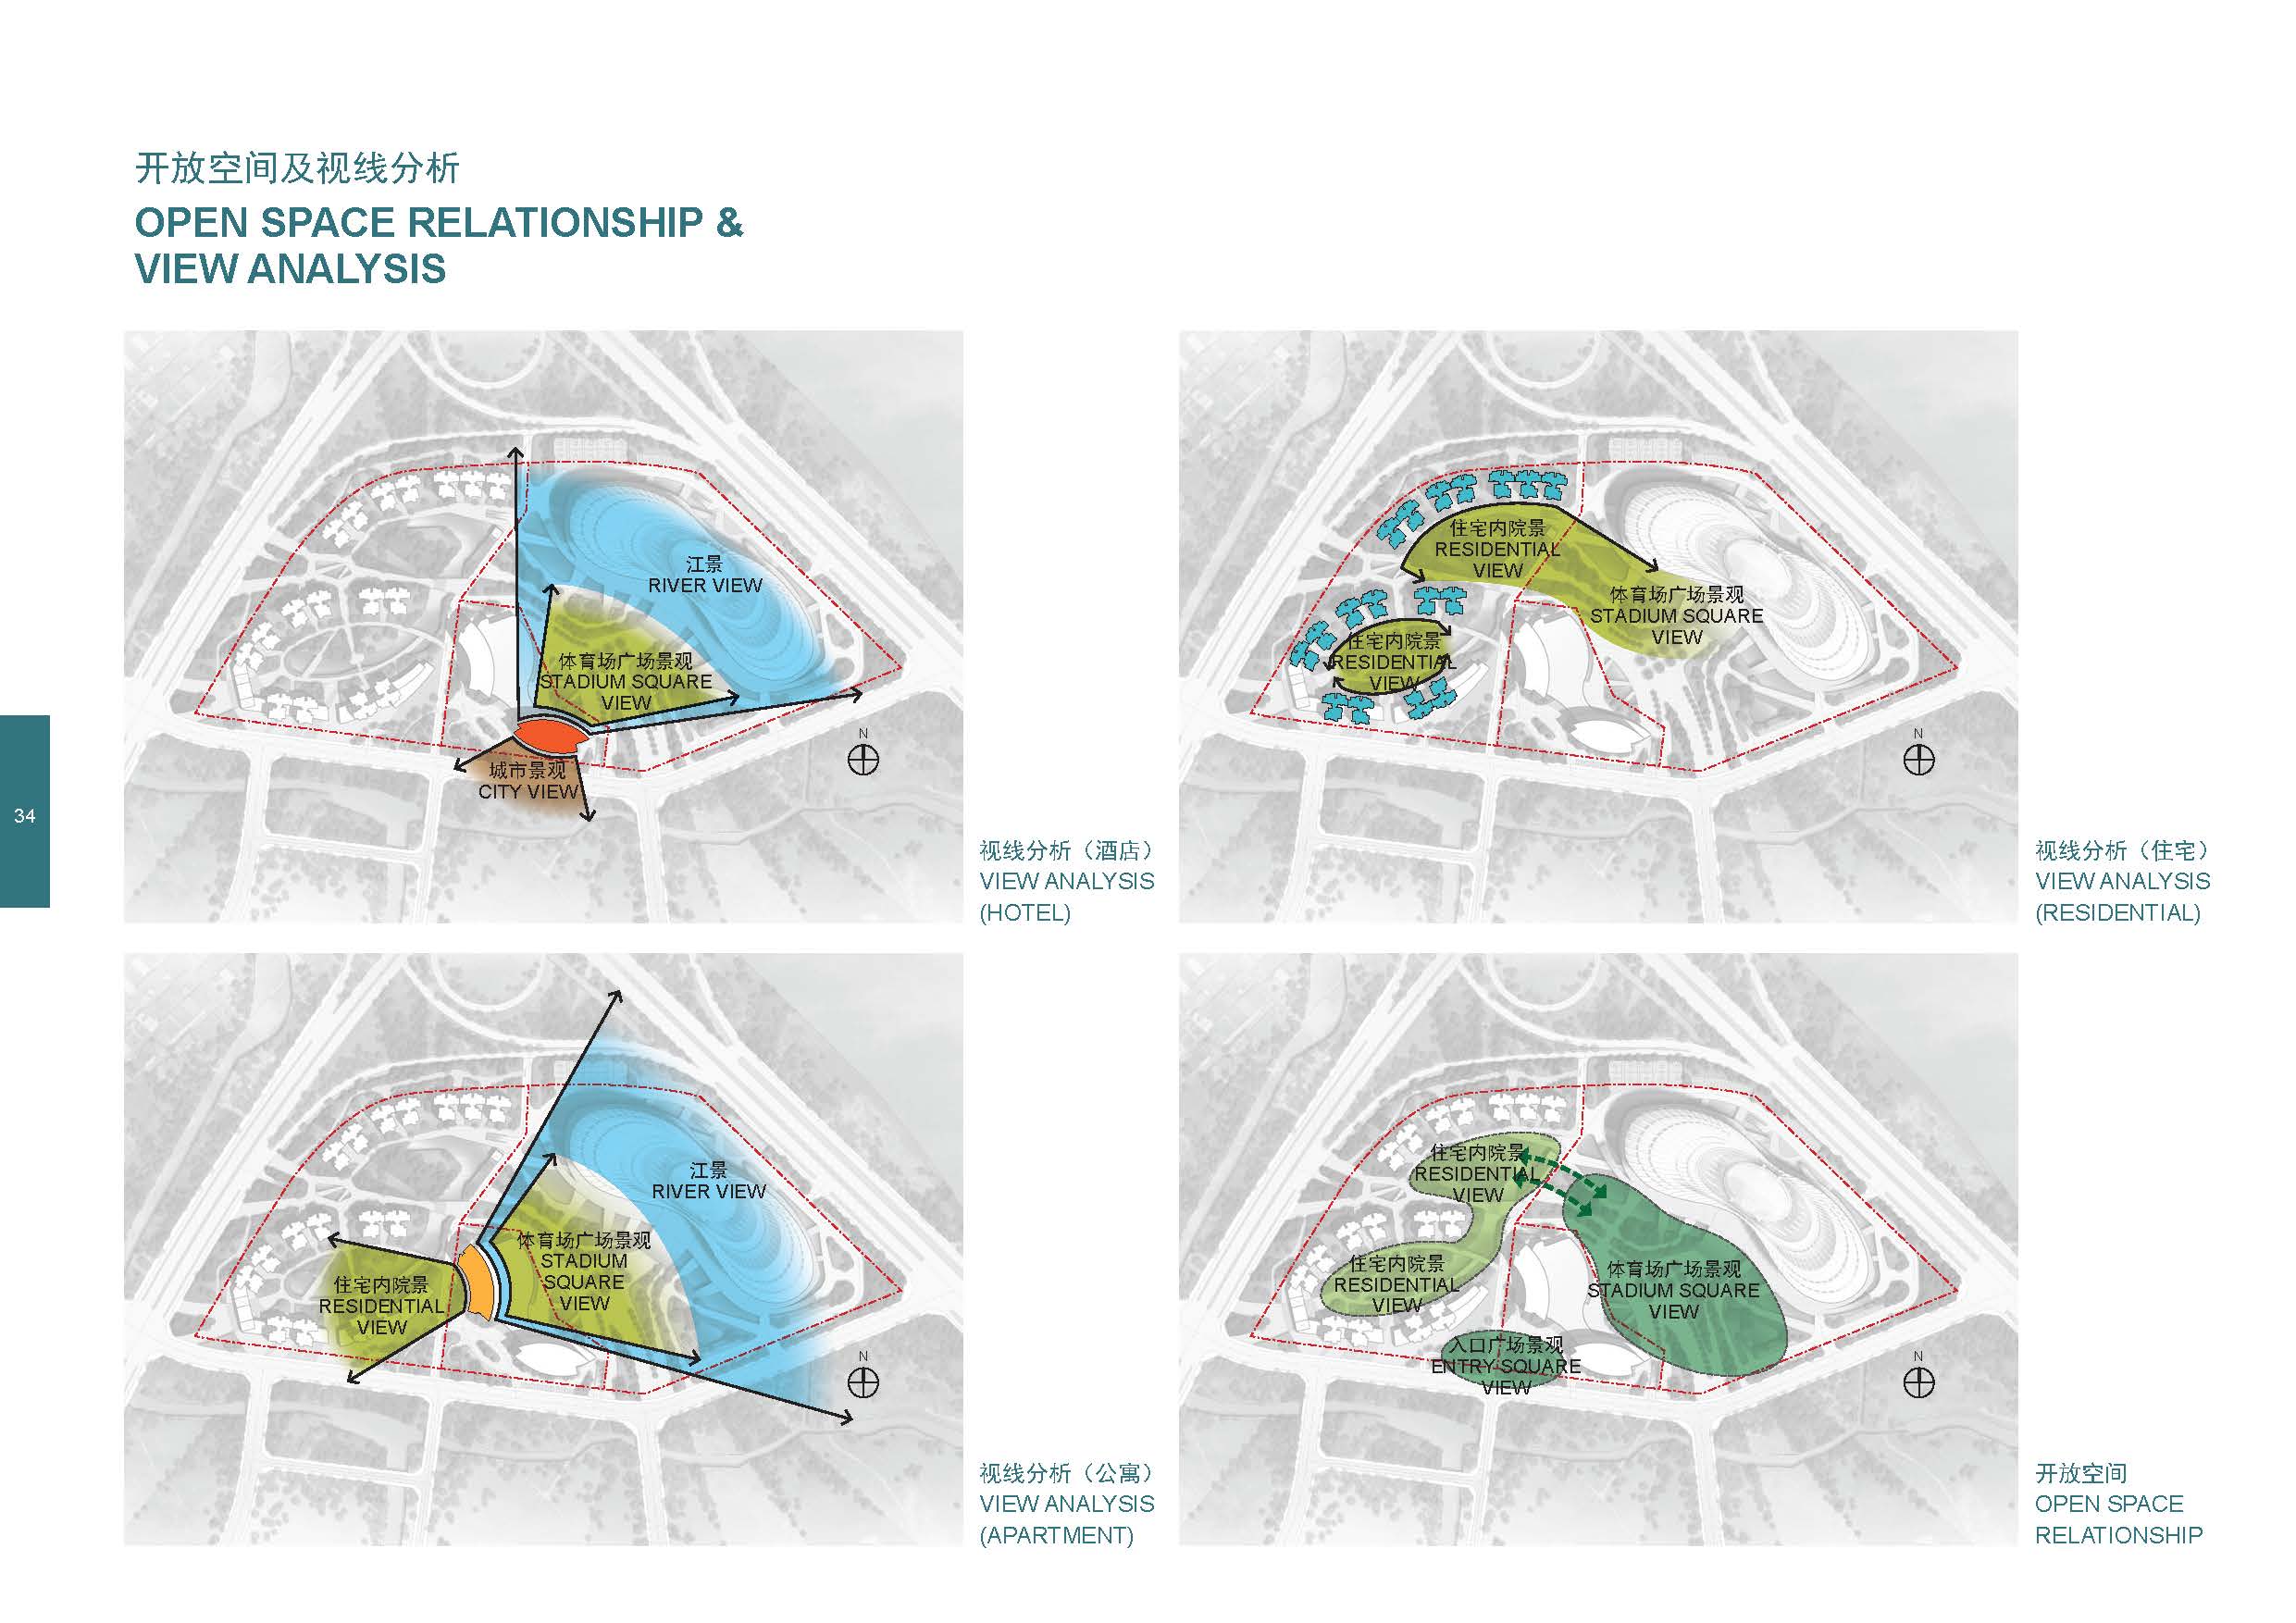 开放空间及视线分析
OPEN SPACE RELATIONSHIP &
VIEW ANALYSIS
江景
RIVER VIEW
体育场广场景观
STADIUM SQUARE
VIEW
城市景观
CITY VIEW
N
视线分析（酒店）
VIEW ANALYSIS
(HOTEL)
住宅内院景
RESIDENTIAL
VIEW
体育场广场景观
STADIUM SQUARE
VIEW
住宅内院景
RESIDENTIAL
VIEW
N
视线分析（住宅）
VIEW ANALYSIS
(RESIDENTIAL)
34
江景
RIVER VIEW
体育场广场景观
STADIUM
SQUARE
VIEW
住宅内院景
RESIDENTIAL
VIEW
N
视线分析（公寓）
VIEW ANALYSIS
(APARTMENT)
住宅内院景
RESIDENTIAL
VIEW
住宅内院景
RESIDENTIAL
VIEW
体育场广场景观
STADIUM SQUARE
VIEW
入口广场景观
ENTRY SQUARE
VIEW
N
开放空间
OPEN SPACE
RELATIONSHIP